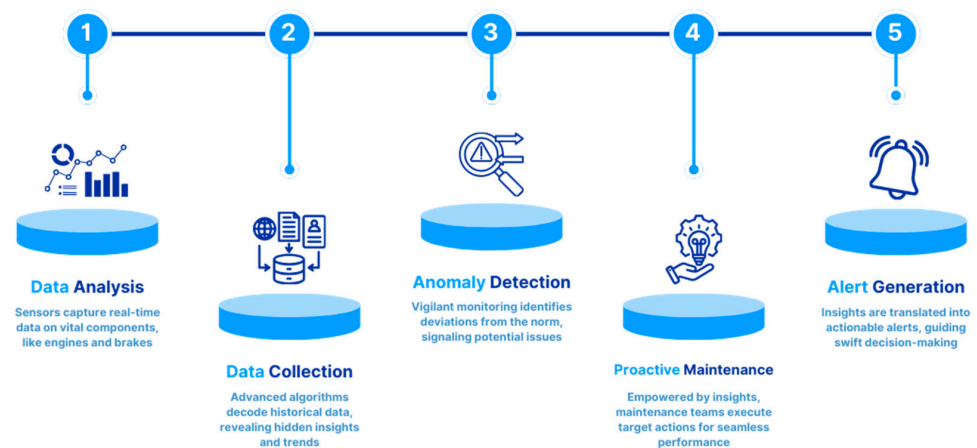 1
2
3
4
5
Data Analysis
Sensors capture real-time
data on vital components,
like engines and brakes
Data Collection
Advanced algorithms
decode historical data,
revealing hidden insights
and trends
Anomaly Detection
Vigilant monitoring identifies
deviations from the norm,
signaling potential issues
Proactive Maintenance
Empowered by insights,
maintenance teams execute
target actions for seamless
performance
Alert Generation
Insights are translated into
actionable alerts, guiding
swift decision-making